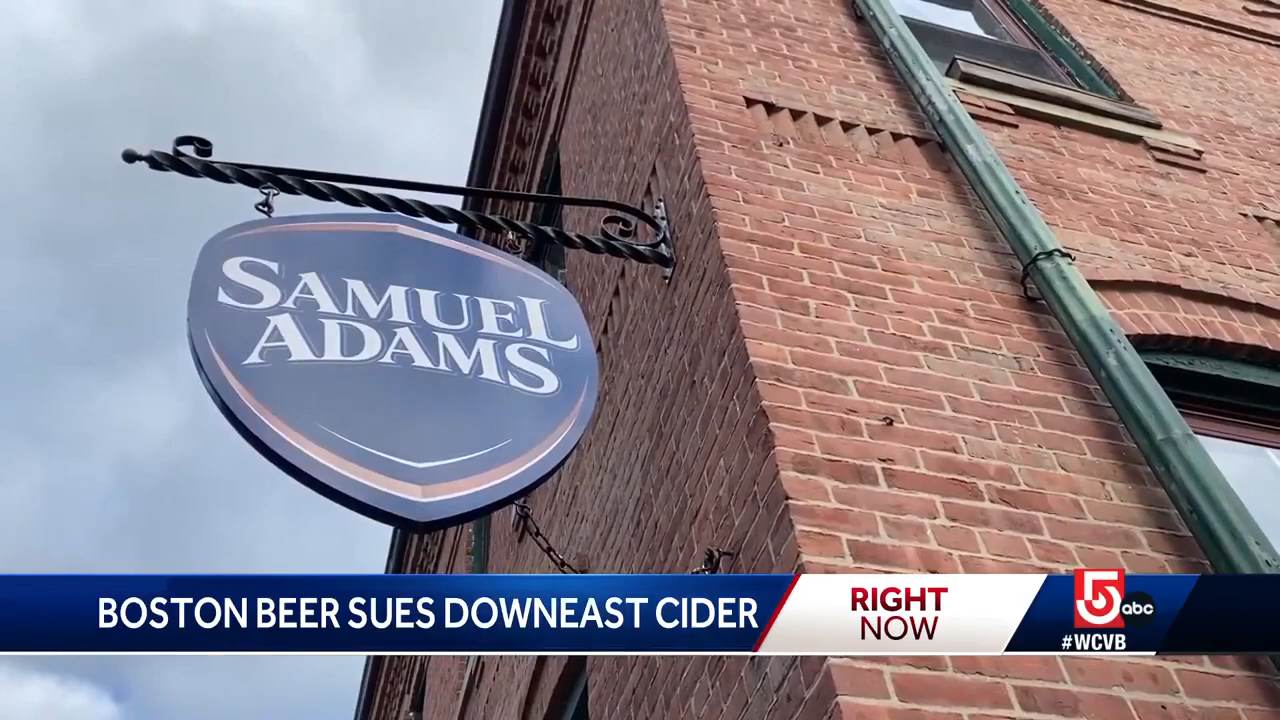 SAMUEL
ADAMS
BOSTON BEER SUES DOWNEAST CIDER
RIGHT
NOW
5
abc
#WCVB